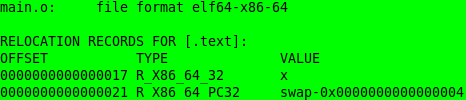 main.o:     file format elf64-x86-64

RELOCATION RECORDS FOR [.text]:
OFFSET           TYPE              VALUE
0000000000000017 R_X86_64_32       x
0000000000000021 R_X86_64_PC32     swap-0x0000000000000004